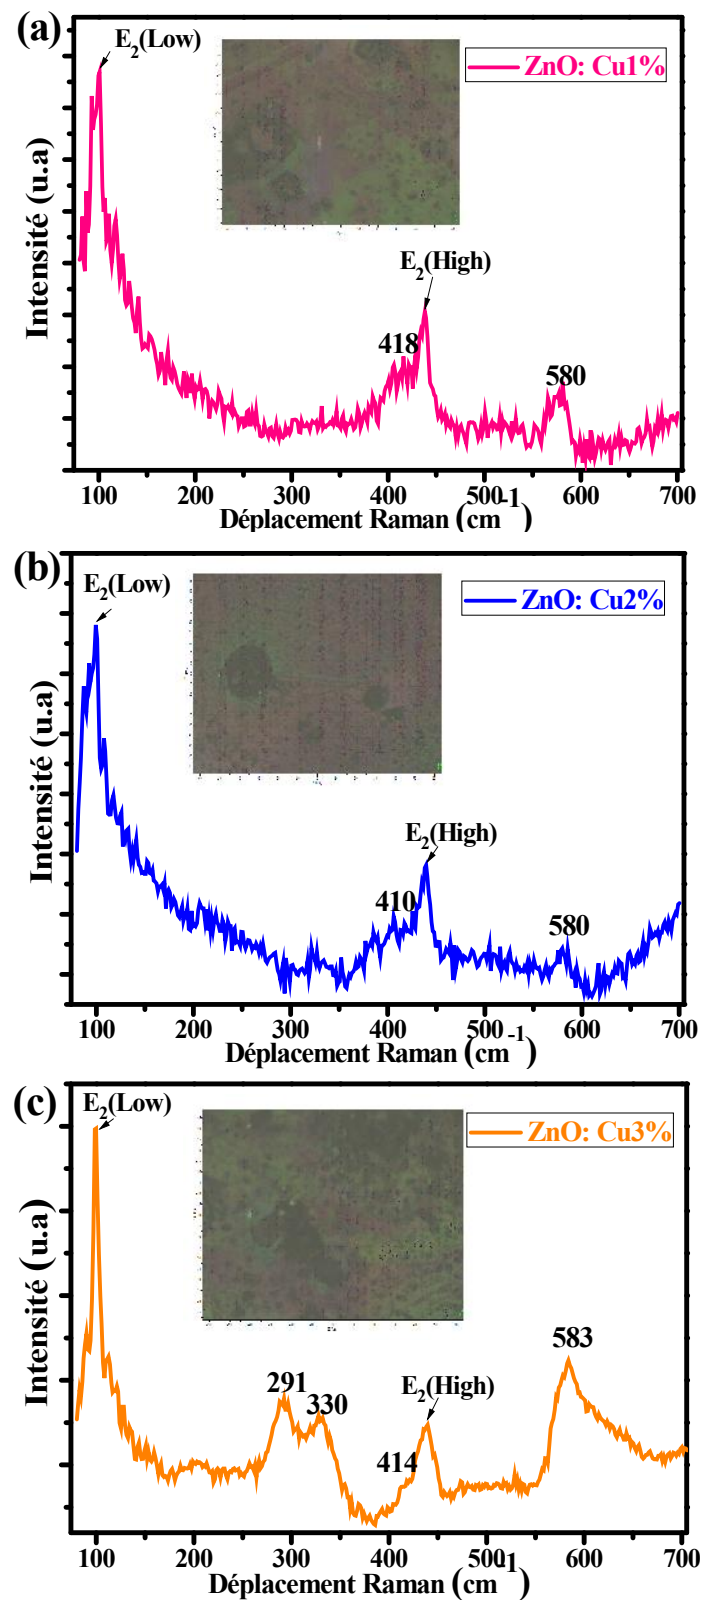 (a)
E2(Low)
ZnO: Cu1%
E2(High)
418
580
Intensité (u.a)
100 200 300 400 500 600 700
Déplacement Raman (cm-1)
(b)
E2(Low)
ZnO: Cu2%
E2(High)
410
580
Intensité (u.a)
100 200 300 400 500 600 700
Déplacement Raman (cm-1)
(c)
E2(Low)
ZnO: Cu3%
583
291
330
E2(High)
414
Intensité (u.a)
100 200 300 400 500 600 700
Déplacement Raman (cm-1)